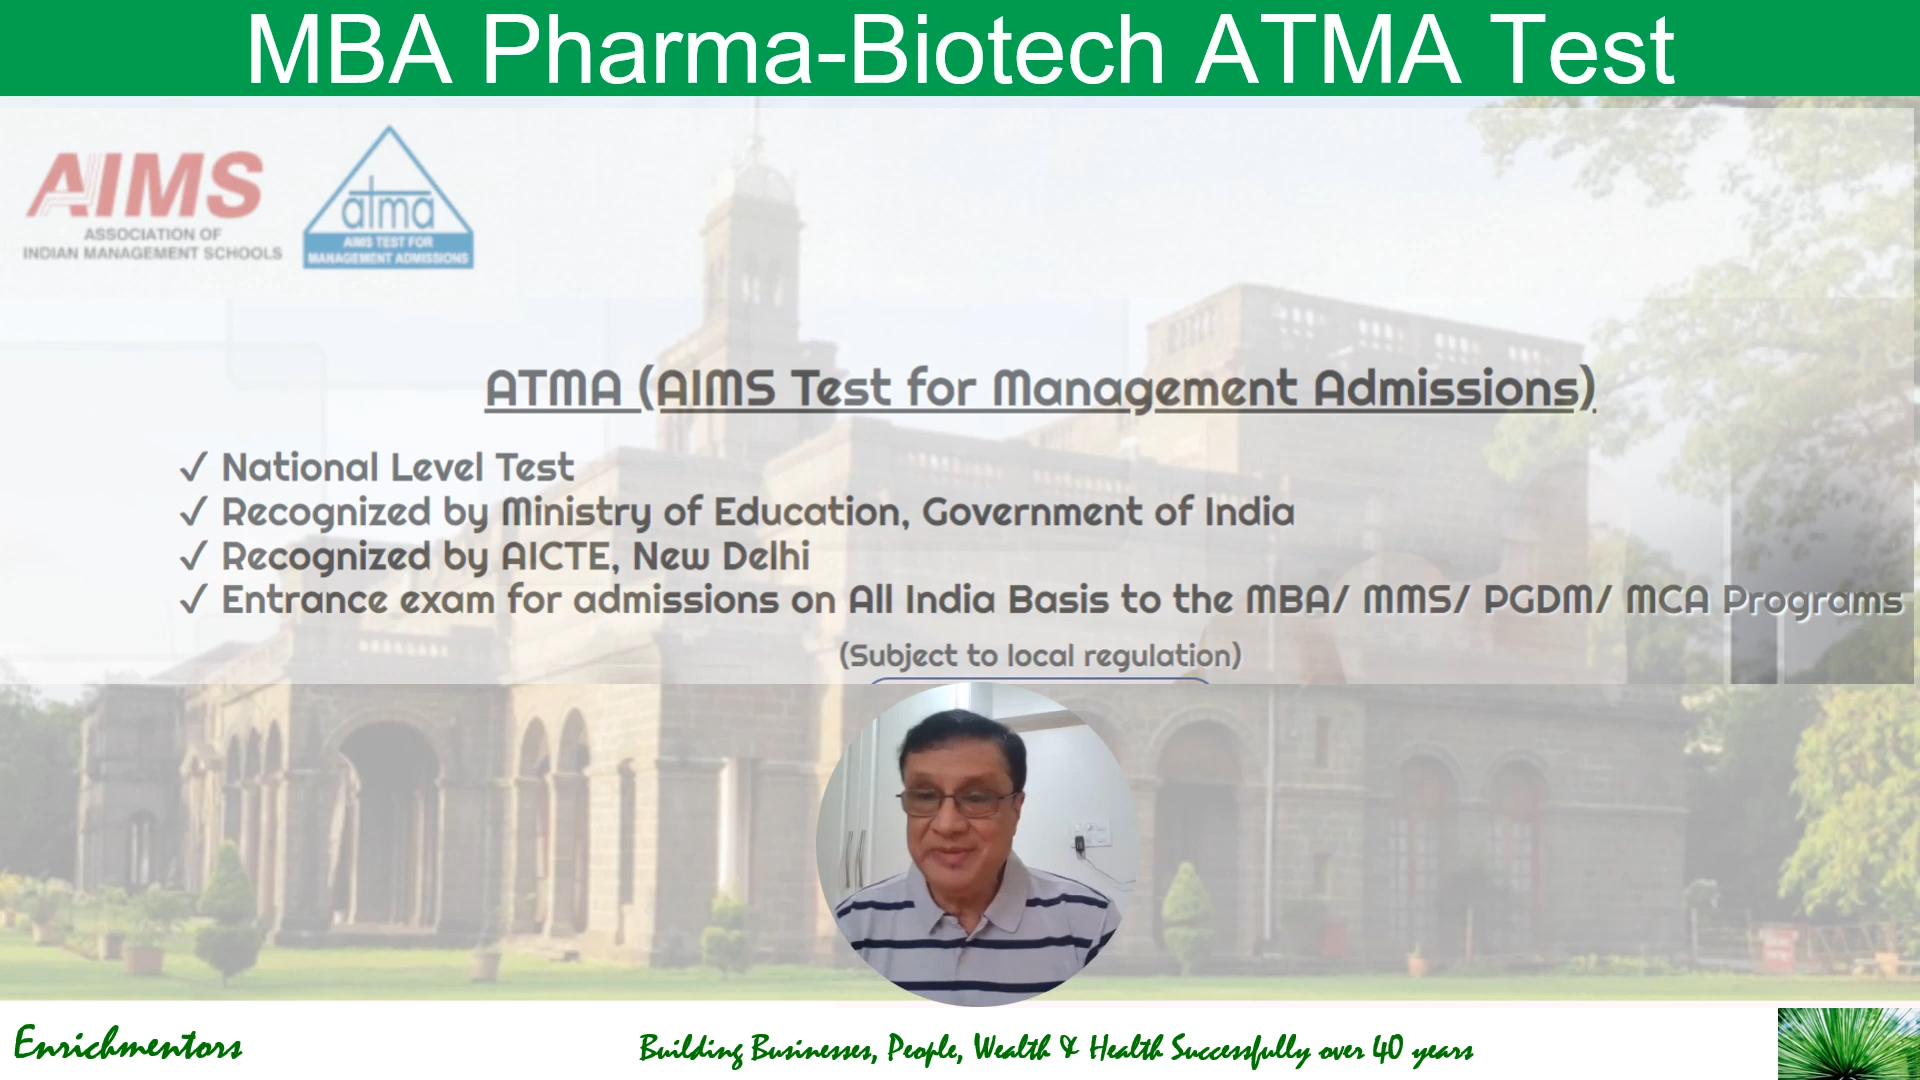 MBA Pharma-Biotech ATMA Test
AIMS
ASSOCIATION OF
INDIAN MANAGEMENT SCHOOLS
atma
AIMS TEST FOR
MANAGEMENT ADMISSIONS
ATMA (AIMS Test for Management Admissions)
✓ National Level Test
✓ Recognized by Ministry of Education, Government of India
✓ Recognized by AICTE, New Delhi
✓ Entrance exam for admissions on All India Basis to the MBA/ MMS/ PGDM/ MCA Programs
(Subject to local regulation)
Enrichmentors
Building Businesses, People, Wealth & Health Successfully over 40 years